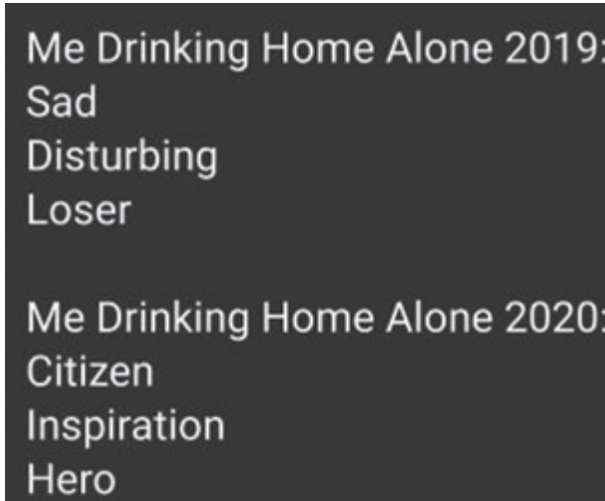 Me Drinking Home Alone 2019:
Sad
Disturbing
Loser
Me Drinking Home Alone 2020:
Citizen
Inspiration
Hero